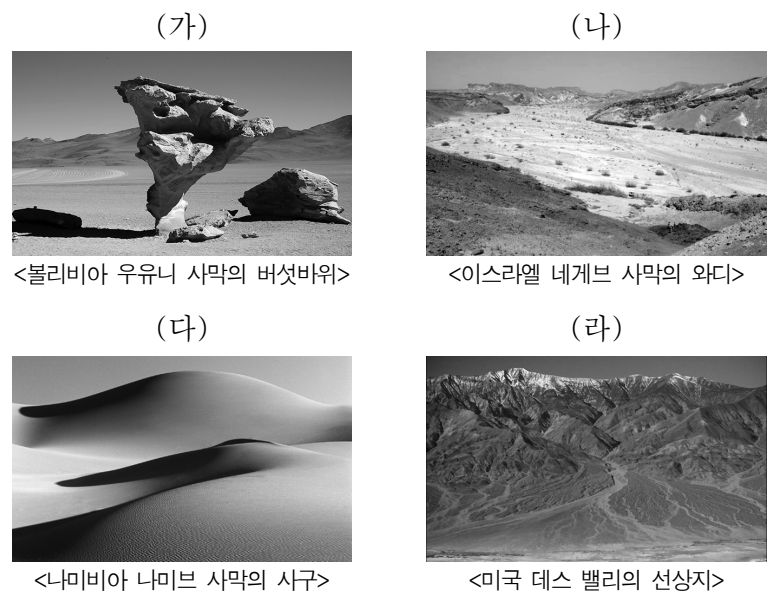 (가)
(나)
<볼리비아 우유니 사막의 버섯바위>
<이스라엘 네게브 사막의 와디>
(다)
(라)
<나미비아 나미브 사막의 사구>
<미국 데스 밸리의 선상지>